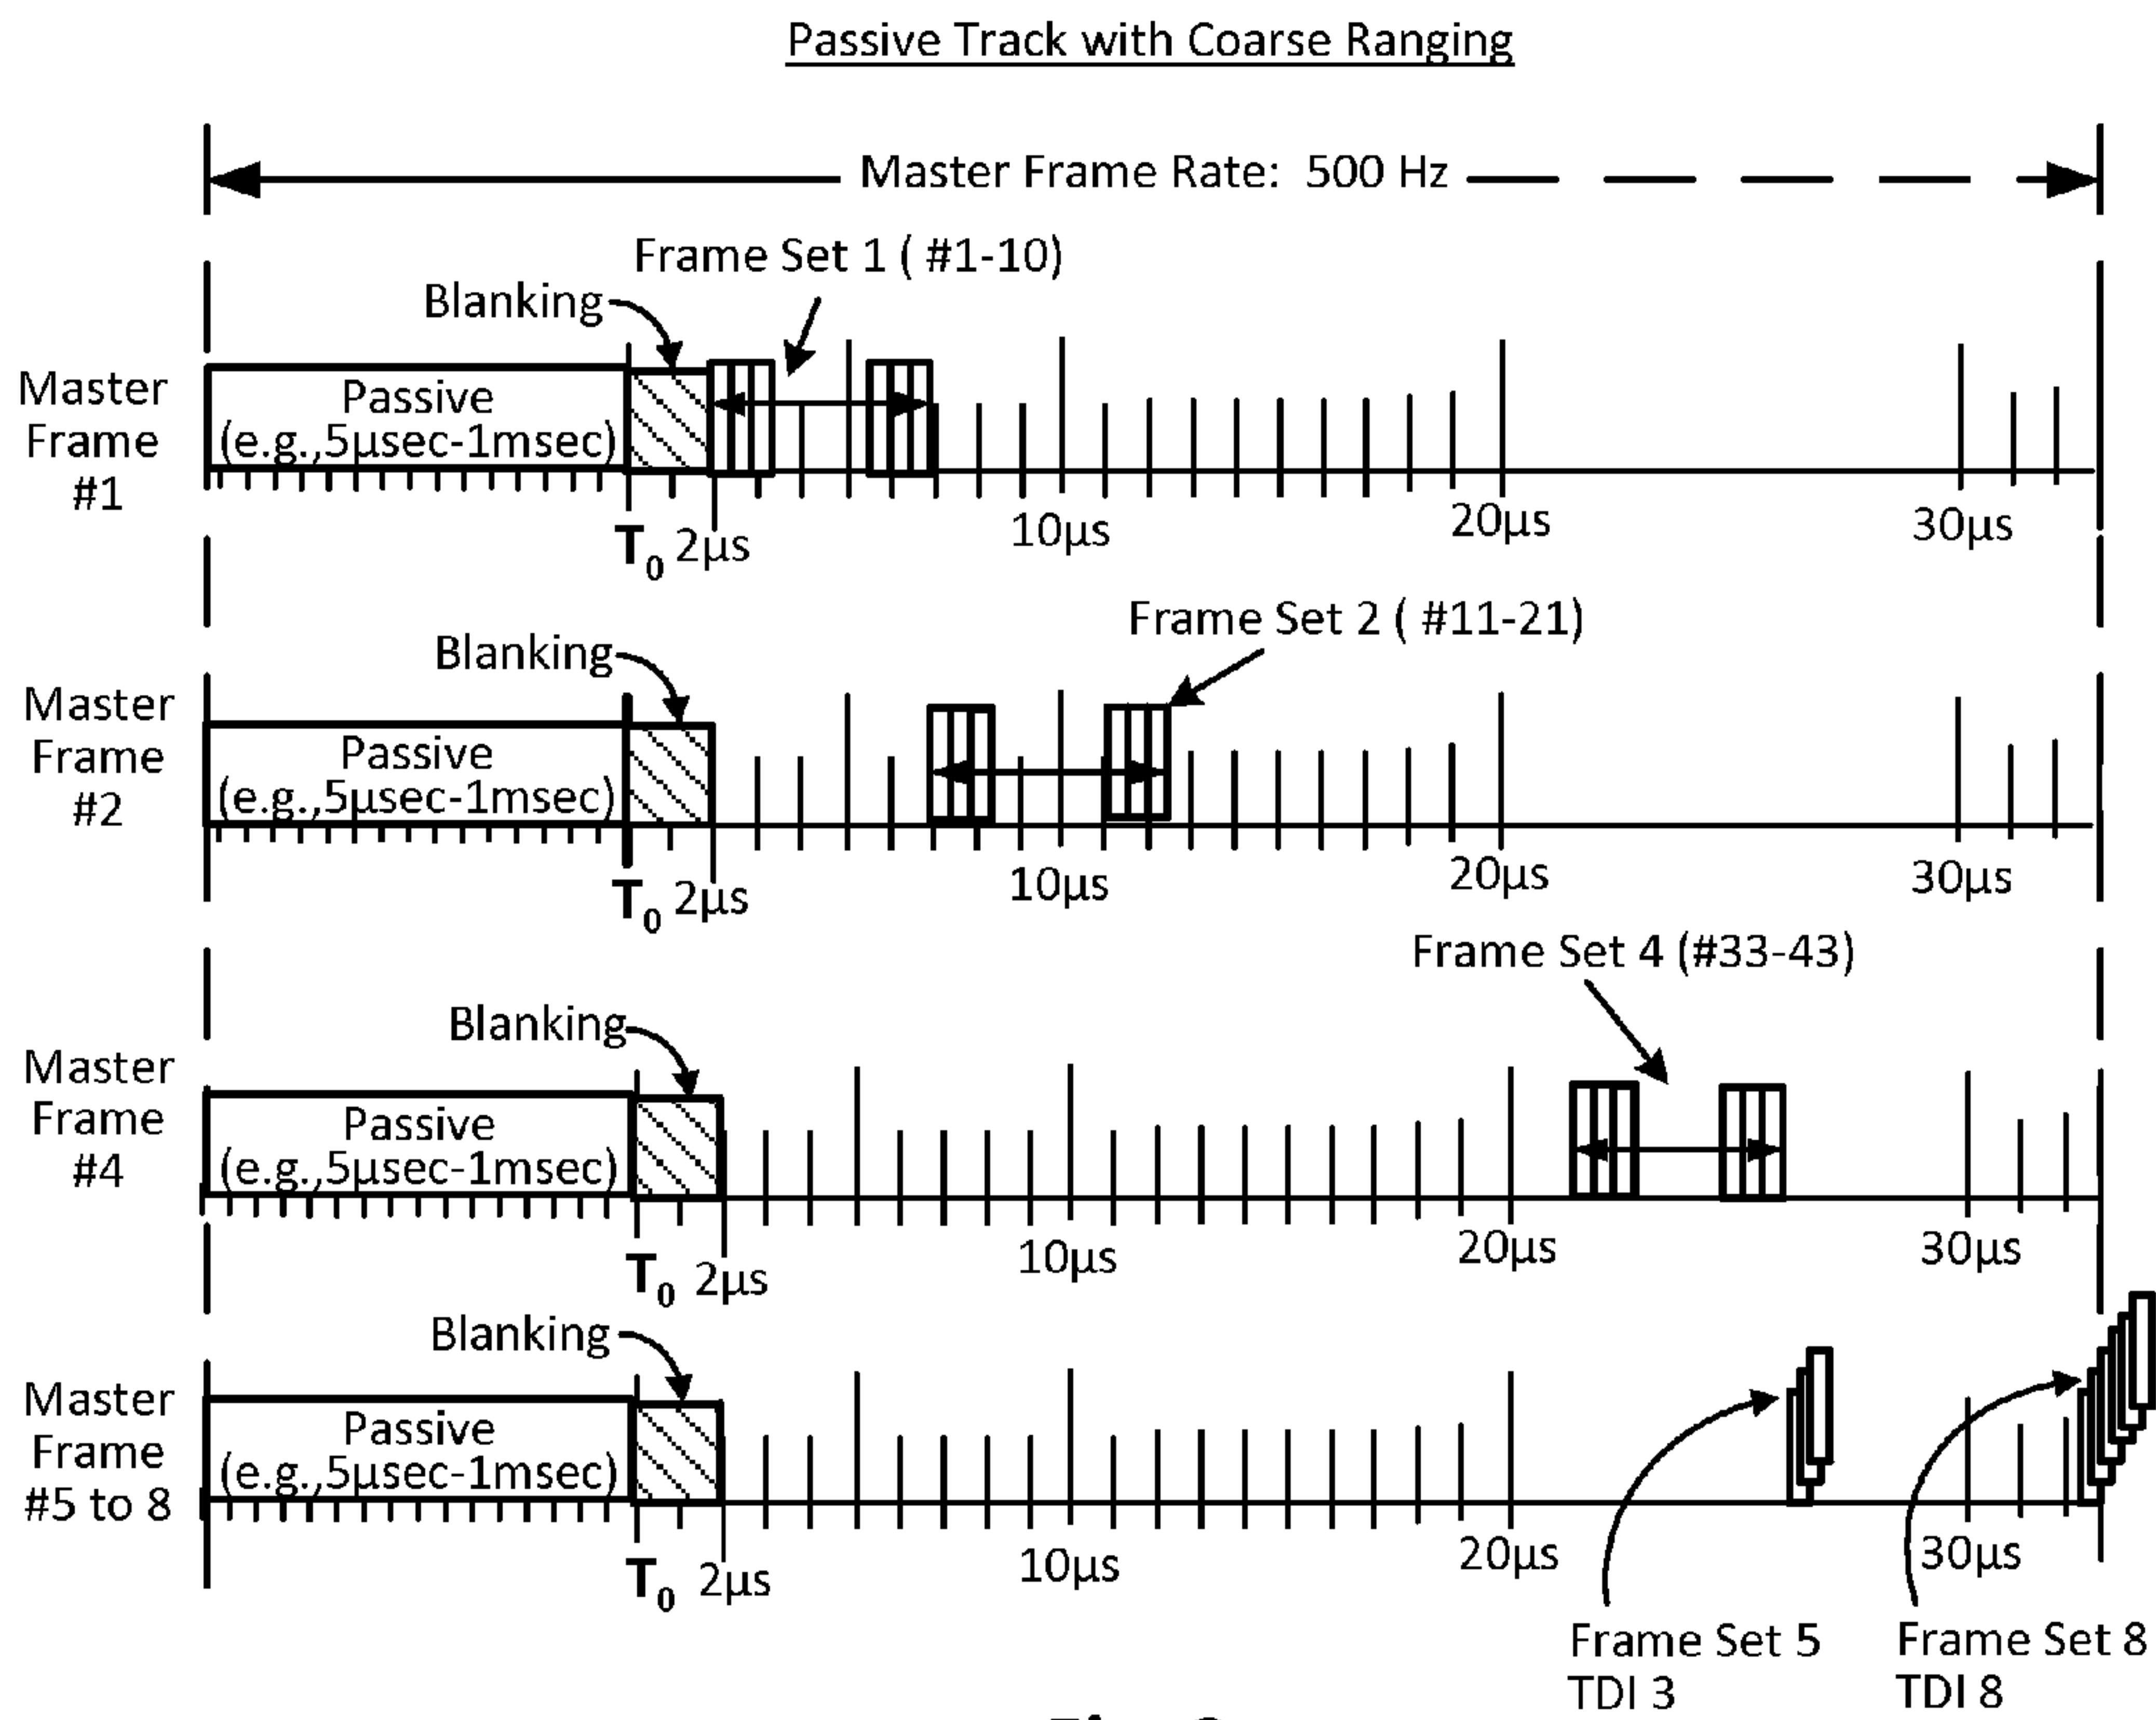 Passive Track with Coarse Ranging
Master Frame Rate: 500 Hz
Frame Set 1 ( #1-10)
Blanking
Master
Frame
#1
Passive
(e.g.,5µsec-1msec)
T0 2µs
10µs
20µs
30µs
Frame Set 2 ( #11-21)
Blanking
Master
Frame
#2
Passive
(e.g.,5µsec-1msec)
T0 2µs
10µs
20µs
30µs
Frame Set 4 (#33-43)
Blanking
Master
Frame
#4
Passive
(e.g.,5µsec-1msec)
T0 2µs
10µs
20µs
30µs
Blanking
Master
Frame
#5 to 8
Passive
(e.g.,5µsec-1msec)
T0 2µs
10µs
20µs
30µs
Frame Set 5
TDI 3
Frame Set 8
TDI 8